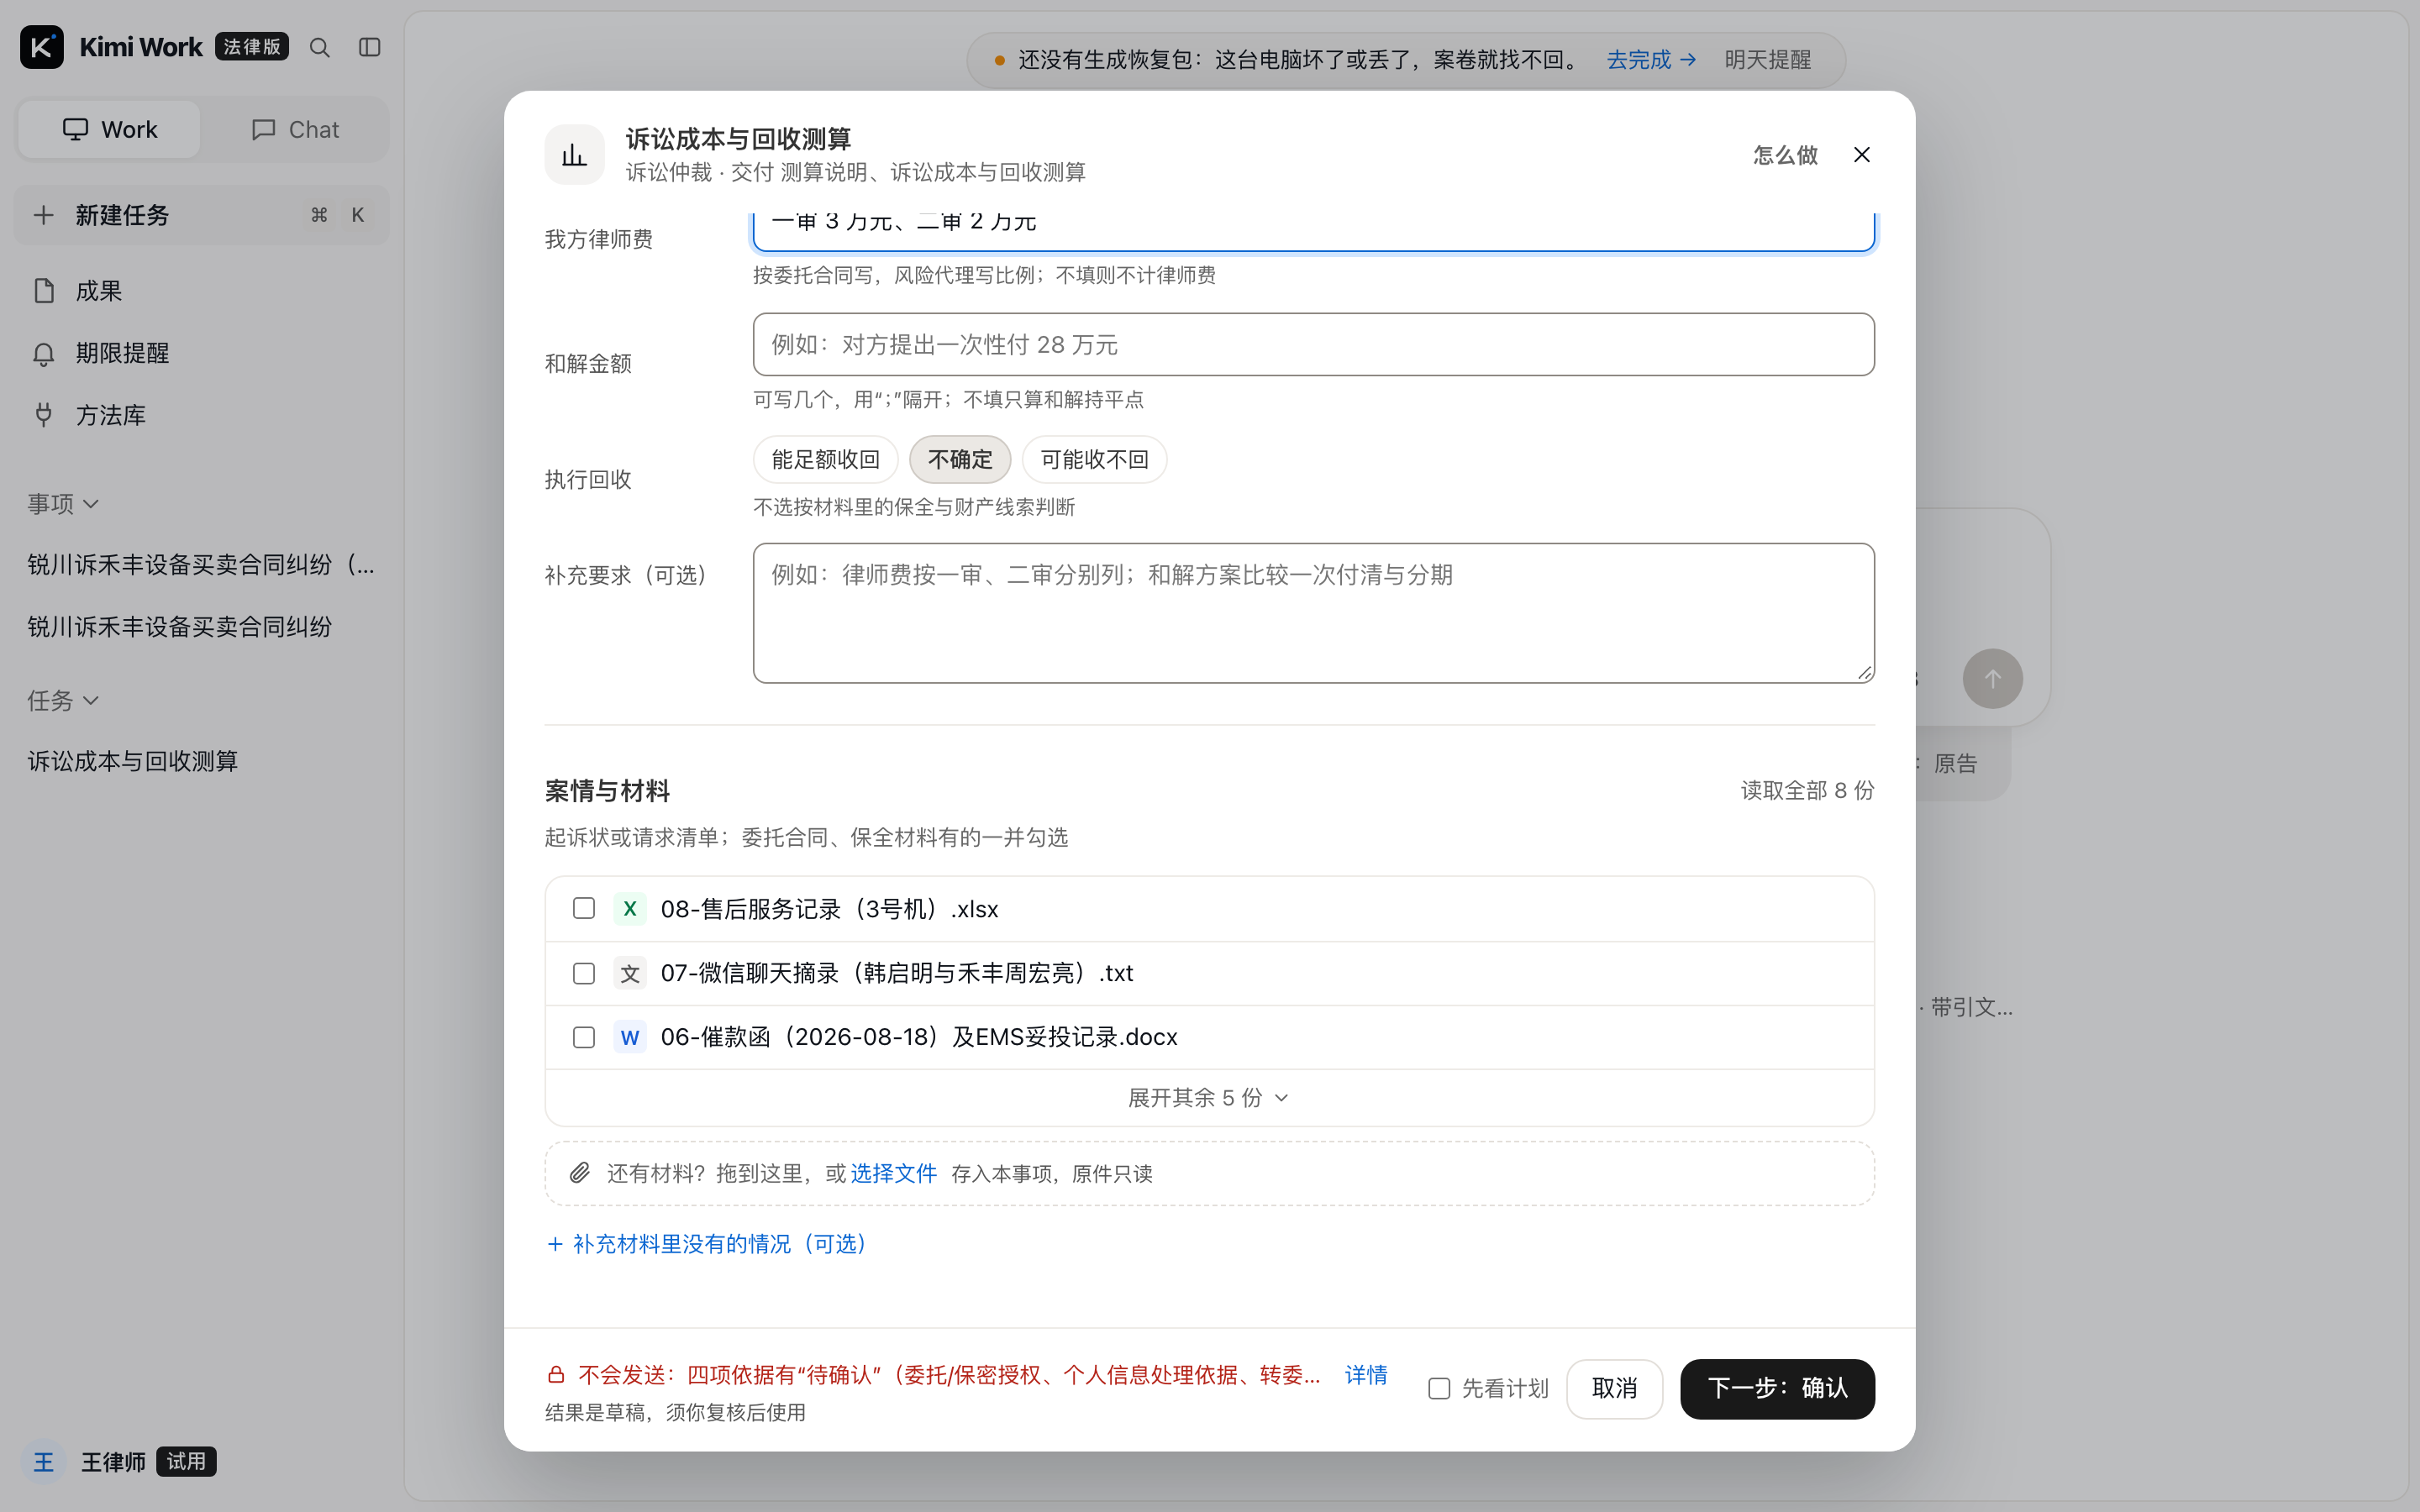 Kimi Work 法律版
Work
Chat
新建任务 ⌘ K
成果
期限提醒
方法库
事项
锐川诉禾丰设备买卖合同纠纷（...
锐川诉禾丰设备买卖合同纠纷
任务
诉讼成本与回收测算
王 王律师 试用
还没有生成恢复包：这台电脑坏了或丢了，案卷就找不回。 去完成 → 明天提醒
诉讼成本与回收测算
诉讼仲裁 · 交付 测算说明、诉讼成本与回收测算
怎么做
我方律师费
一审 3 万元、二审 2 万元
按委托合同写，风险代理写比例；不填则不计律师费
和解金额
例如：对方提出一次性付 28 万元
可写几个，用“；”隔开；不填只算和解持平点
执行回收
能足额收回 不确定 可能收不回
不选按材料里的保全与财产线索判断
补充要求（可选）
例如：律师费按一审、二审分别列；和解方案比较一次付清与分期
案情与材料
读取全部 8 份
起诉状或请求清单；委托合同、保全材料有的一并勾选
X 08-售后服务记录（3号机）.xlsx
文 07-微信聊天摘录（韩启明与禾丰周宏亮）.txt
W 06-催款函（2026-08-18）及EMS妥投记录.docx
展开其余 5 份
还有材料？拖到这里，或选择文件 存入本事项，原件只读
+ 补充材料里没有的情况（可选）
不会发送：四项依据有“待确认”（委托/保密授权、个人信息处理依据、转委... 详情
结果是草稿，须你复核后使用
先看计划
取消
下一步：确认
：原告
· 带引文...